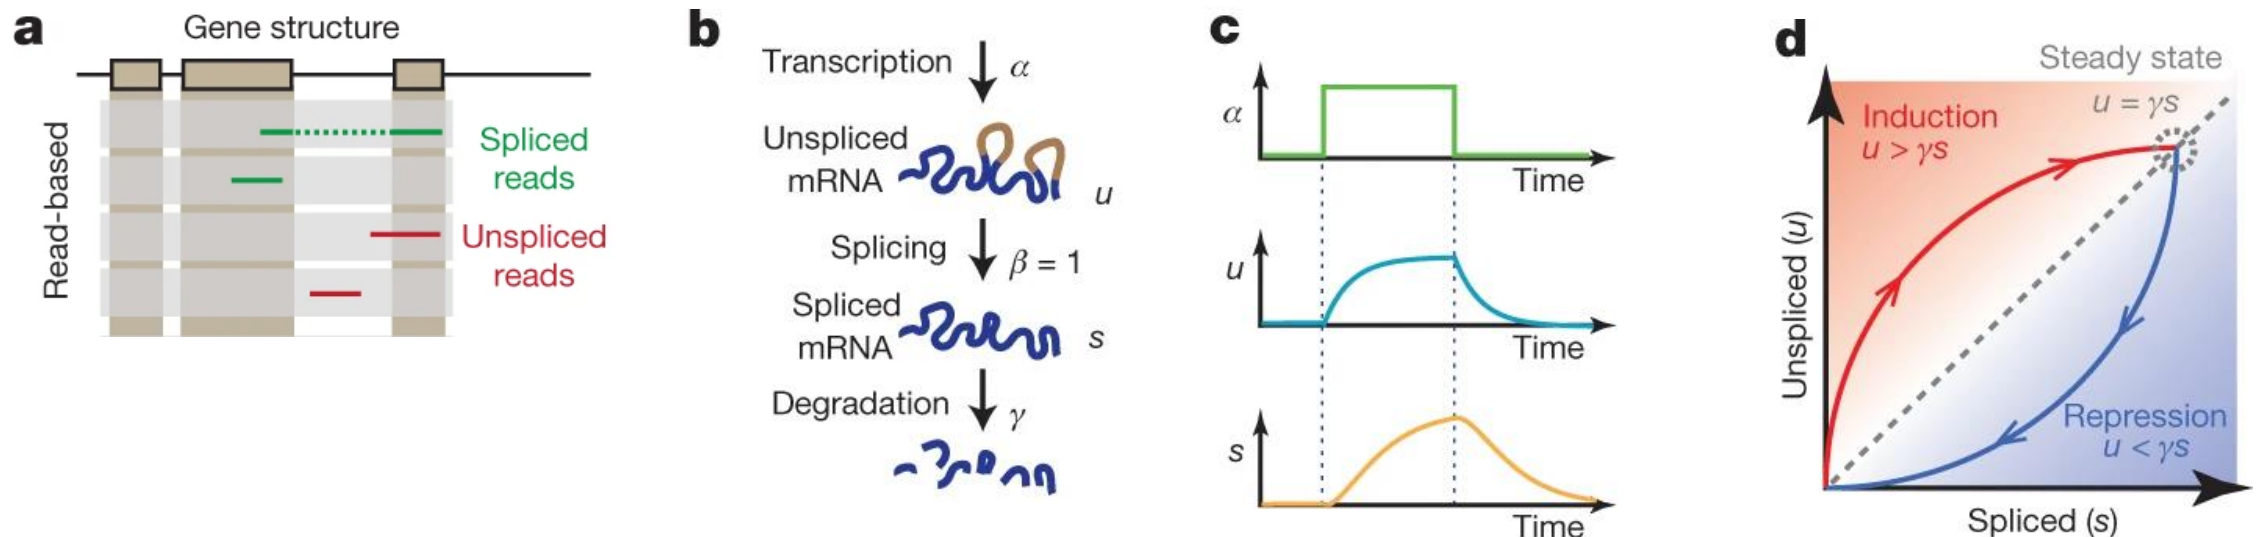 a
Gene structure
Read-based
Spliced
reads
Unspliced
reads
b
Transcription
α
Unspliced
mRNA
u
Splicing
β = 1
Spliced
mRNA
s
Degradation
γ
c
α
Time
u
Time
s
Time
d
Steady state
u = γs
Induction
u > γs
Unspliced (u)
Repression
u < γs
Spliced (s)